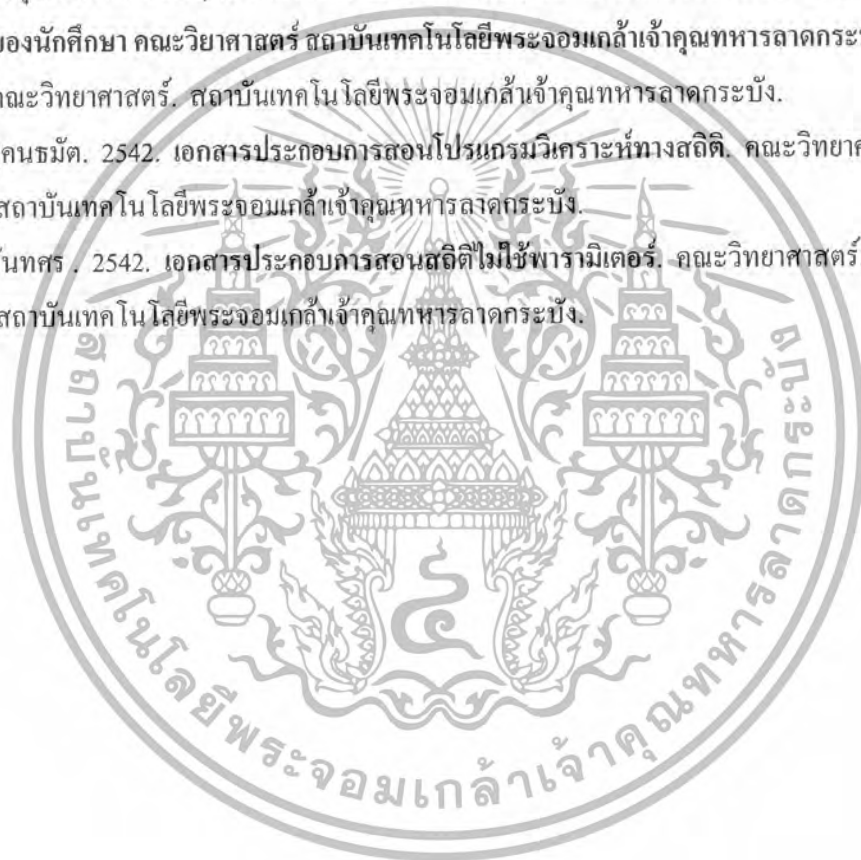 ของนักศึกษา คณะวิยาศาสตร์ สถาบันเทคโนโลยีพระจอมเกล้าเจ้าคุณทหารลาดกระบั
คณะวิทยาศาสตร์. สถาบันเทคโนโลยีพระจอมเกล้าเจ้าคุณทหารลาดกระบัง.
คนธมัต. 2542. เอกสารประกอบการสอนโปรแกรมวิเคราะห์ทางสถิติ. คณะวิทยาศ
สถาบันเทคโนโลยีพระจอมเกล้าเจ้าคุณทหารลาดกระบัง.
นทศร . 2542. เอกสารประคอบการสอนสถิติไม่ใช้พารามิเตอร์. คณะวิทยาศาสตร์
สถาบันเทคโนโลยีพระจอมเกล้าเจ้าคุณทหารลาดกระบัง.
สถาบันเทคโนโลยีพระจอมเกล้าเจ้าคุณทหารลาดกระบัง